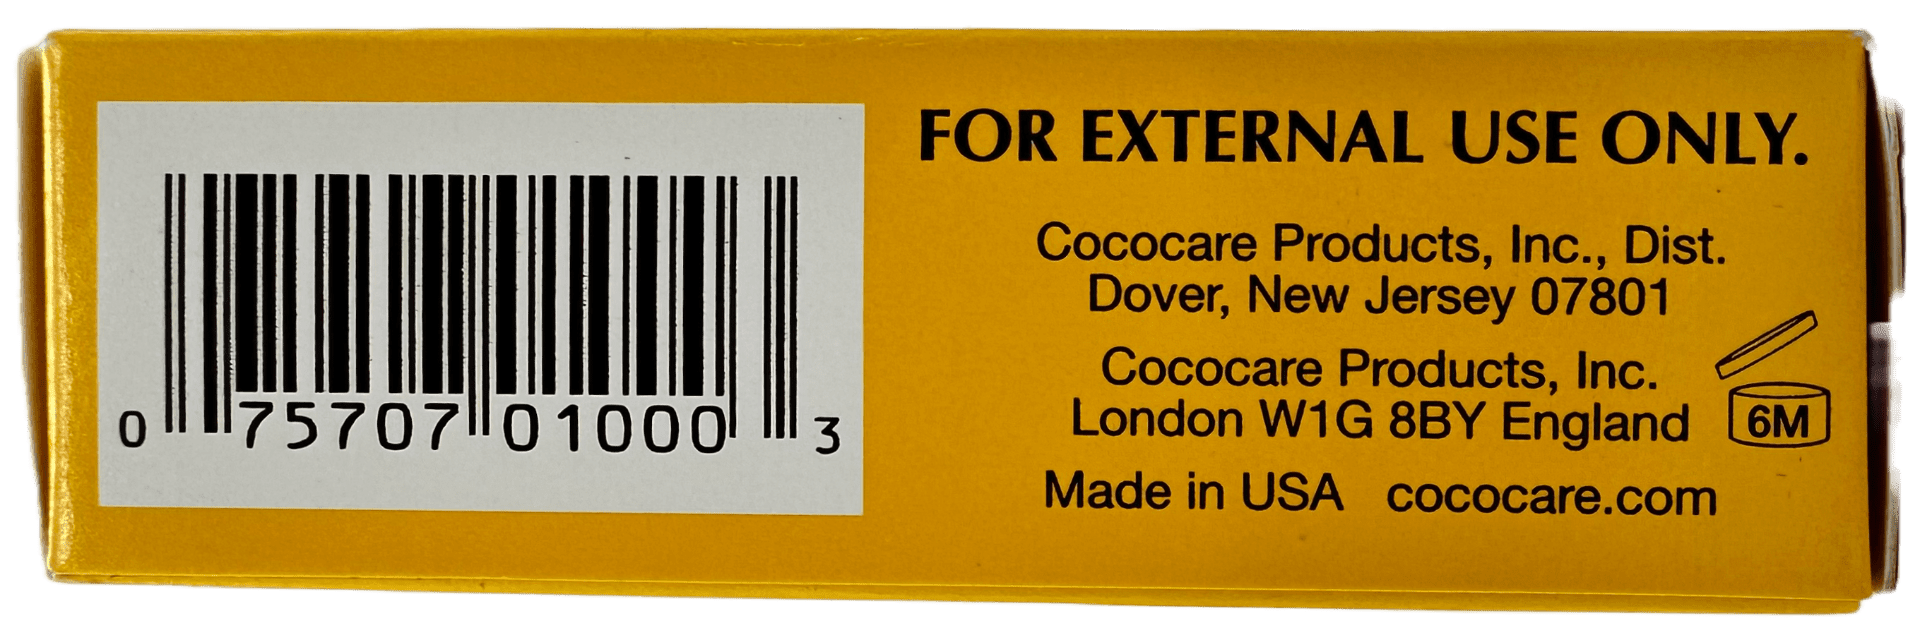 0 75707 01000 3
FOR EXTERNAL USE ONLY.
Cococare Products, Inc., Dist.
Dover, New Jersey 07801
Cococare Products, Inc.
London W1G 8BY England
6M
Made in USA cococare.com